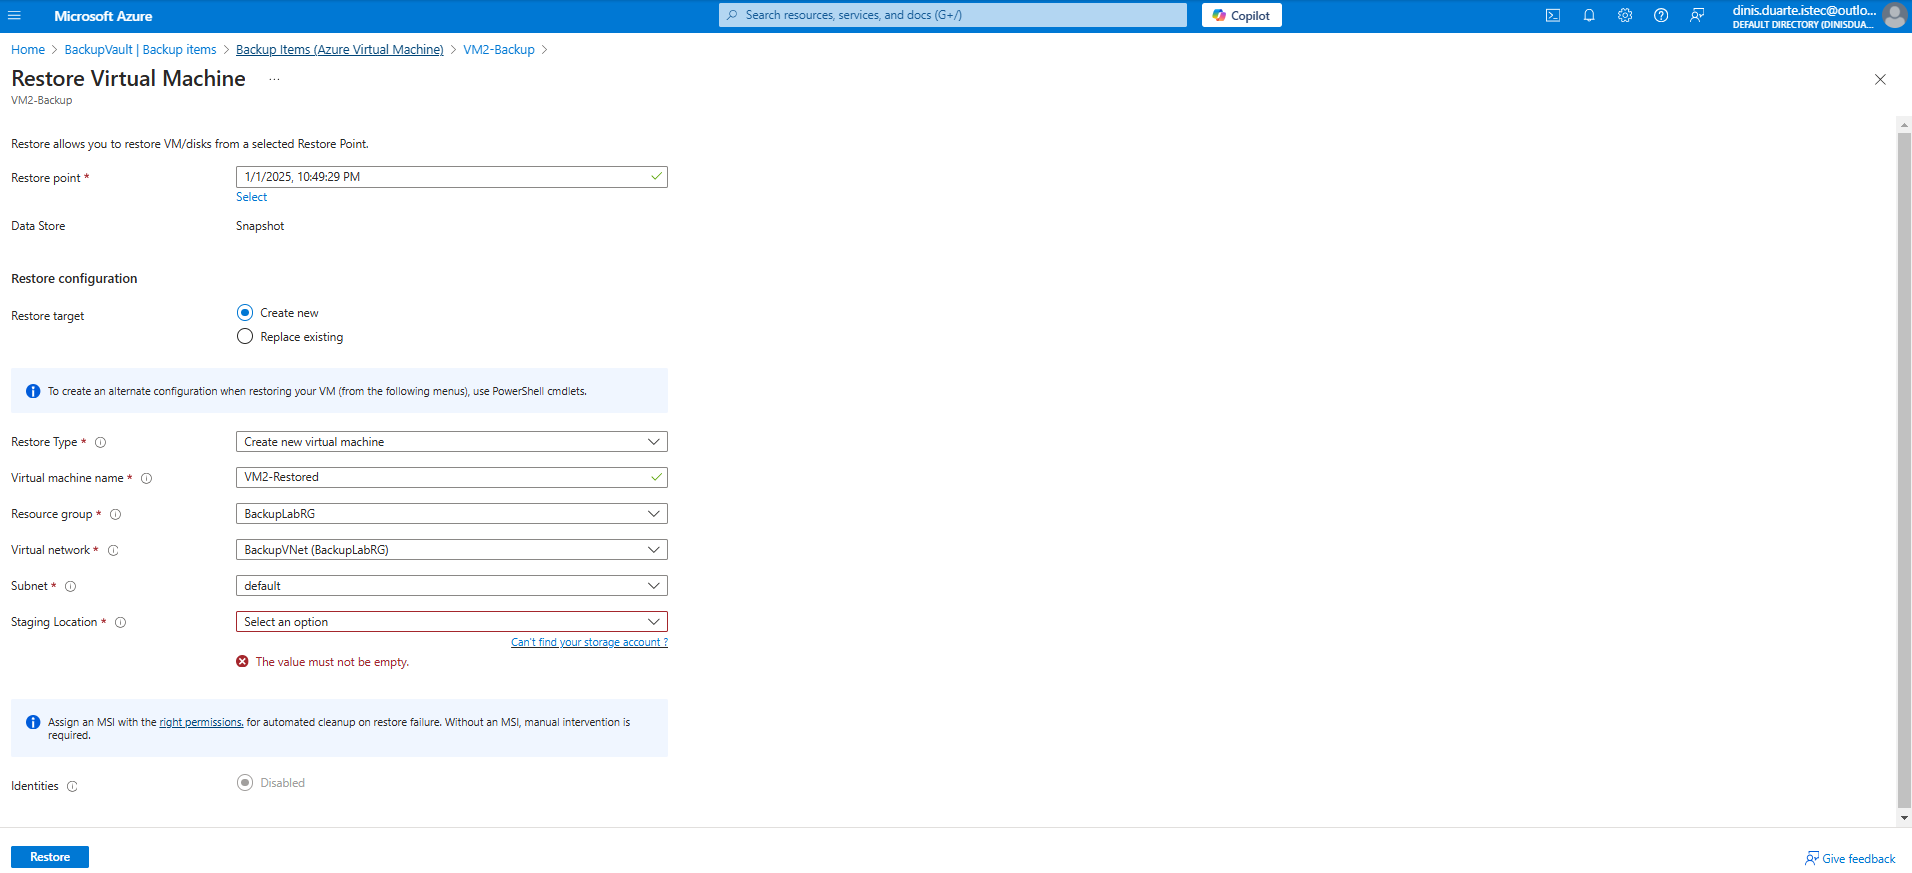 Microsoft Azure
Search resources, services, and docs (G+/)
Copilot
dinis.duarte.istec@outlo...
DEFAULT DIRECTORY (DINISDUA...
Home > BackupVault | Backup items > Backup Items (Azure Virtual Machine) > VM2-Backup >
Restore Virtual Machine ...
VM2-Backup
Restore allows you to restore VM/disks from a selected Restore Point.
Restore point * 1/1/2025, 10:49:29 PM
Select
Data Store Snapshot
Restore configuration
Restore target Create new
Replace existing
To create an alternate configuration when restoring your VM (from the following menus), use PowerShell cmdlets.
Restore Type * Create new virtual machine
Virtual machine name * VM2-Restored
Resource group * BackupLabRG
Virtual network * BackupVNet (BackupLabRG)
Subnet * default
Staging Location * Select an option
Can't find your storage account ?
The value must not be empty.
Assign an MSI with the right permissions. for automated cleanup on restore failure. Without an MSI, manual intervention is
required.
Identities Disabled
Restore
Give feedback